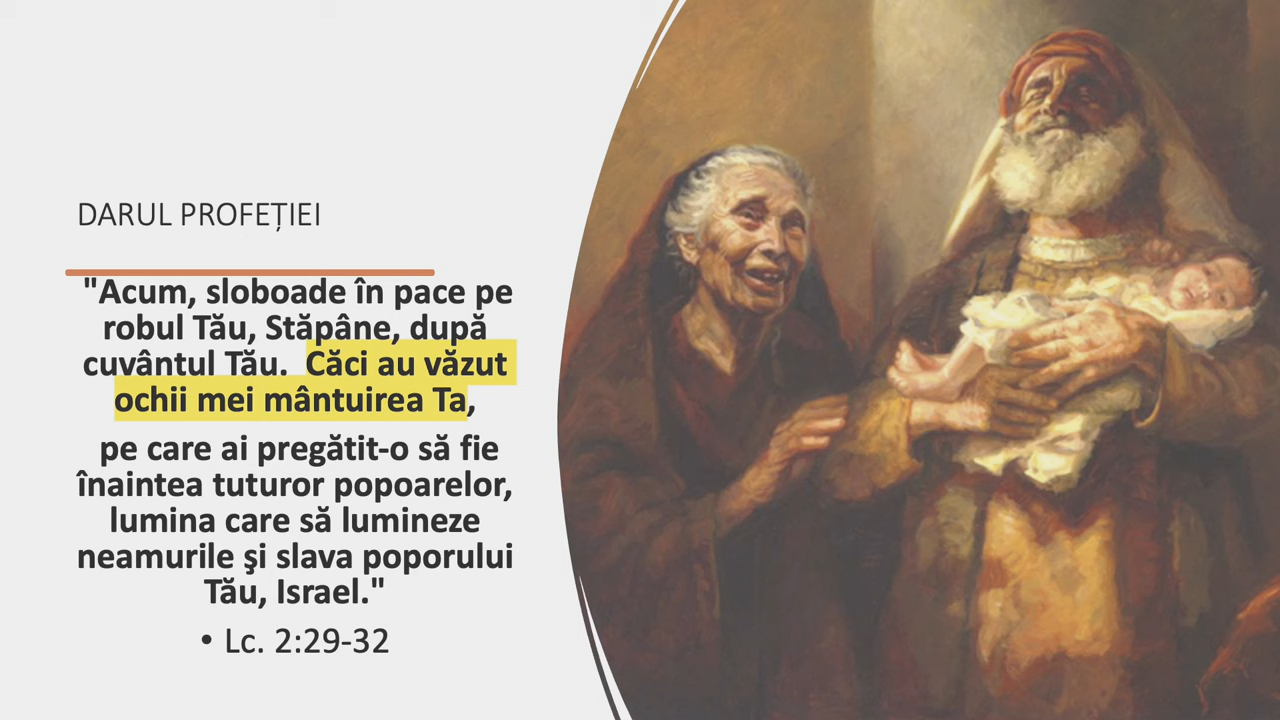 DARUL PROFEȚIEI
"Acum, sloboade în pace pe
robul Tău, Stăpâne, după
cuvântul Tău.  Căci au văzut
ochii mei mântuirea Ta,
pe care ai pregătit-o să fie
înaintea tuturor popoarelor,
lumina care să lumineze
neamurile şi slava poporului
Tău, Israel."
• Lc. 2:29-32